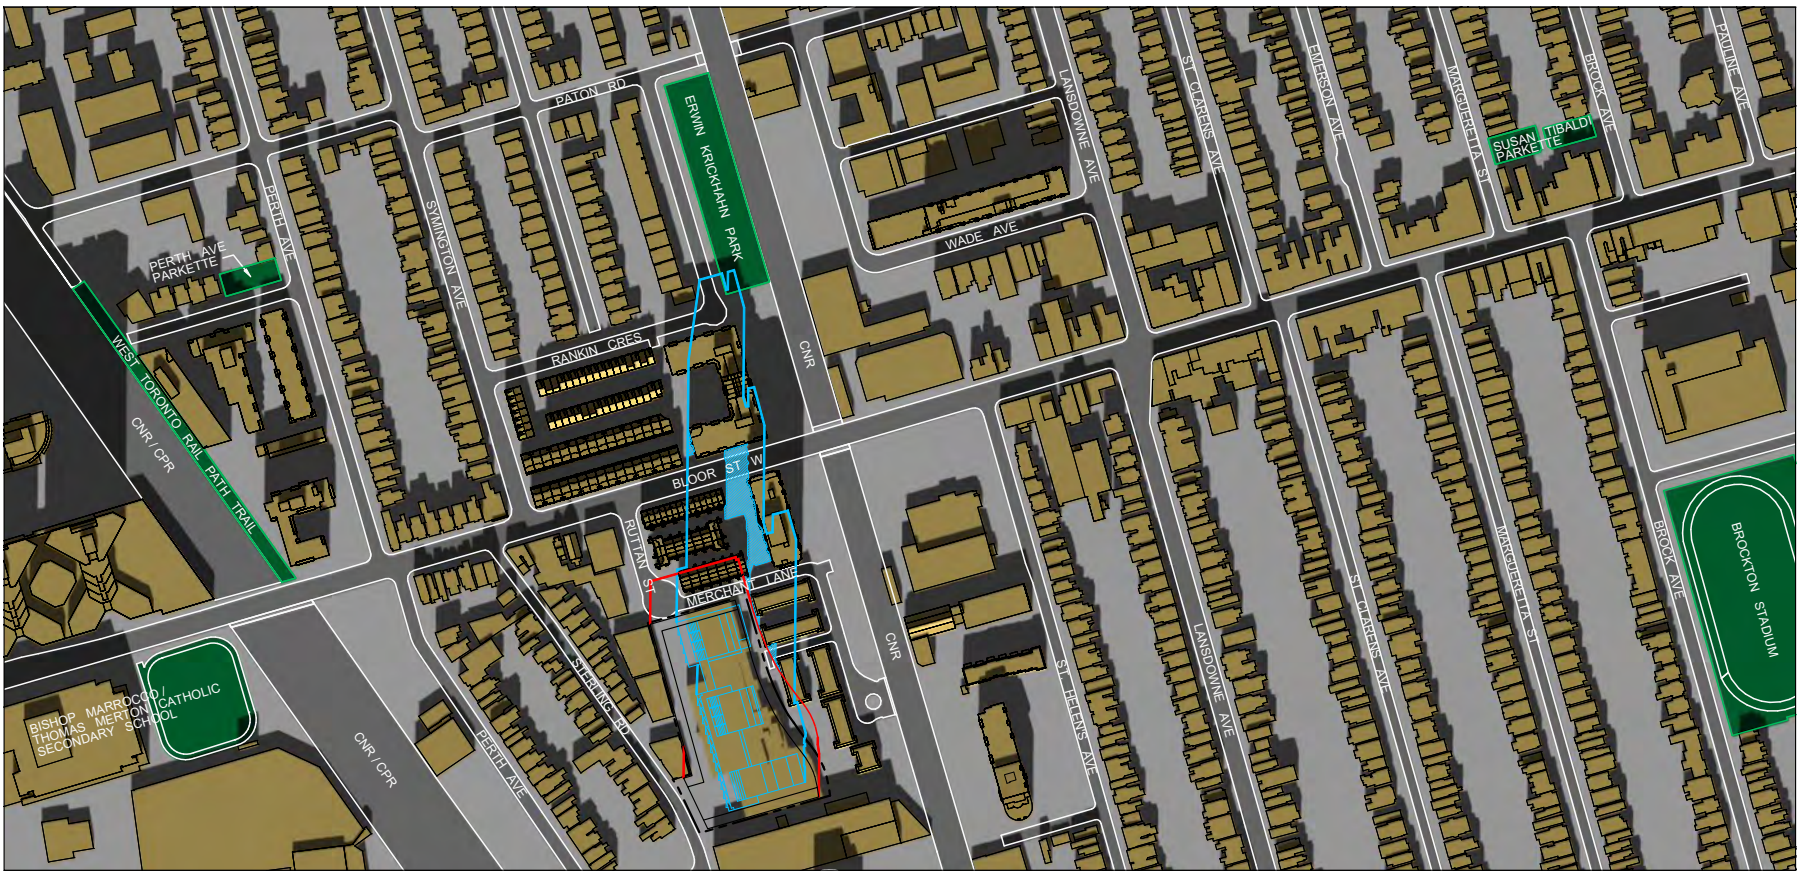 PATON RD
ERWIN KRICKHAHN PARK
LANSDOWNE AVE
ST CLARENS AVE
EMERSON AVE
MARGUERETTA ST
BROCK AVE
PAULINE AVE
SUSAN TIBALDI
PARKETTE
PERTH AVE
SYMINGTON AVE
PERTH AVE
PARKETTE
WADE AVE
WEST TORONTO RAIL PATH TRAIL
CNR / CPR
RANKIN CRES
CNR
BLOOR ST W
RUTTAN ST
MERCHANT LANE
BROCKTON STADIUM
BROCK AVE
MARGUERETTA ST
ST CLARENS AVE
LANSDOWNE AVE
ST HELENS AVE
CNR
STERLING RD
PERTH AVE
CNR / CPR
BISHOP MARROCCO /
THOMAS MERTON CATHOLIC
SECONDARY SCHOOL